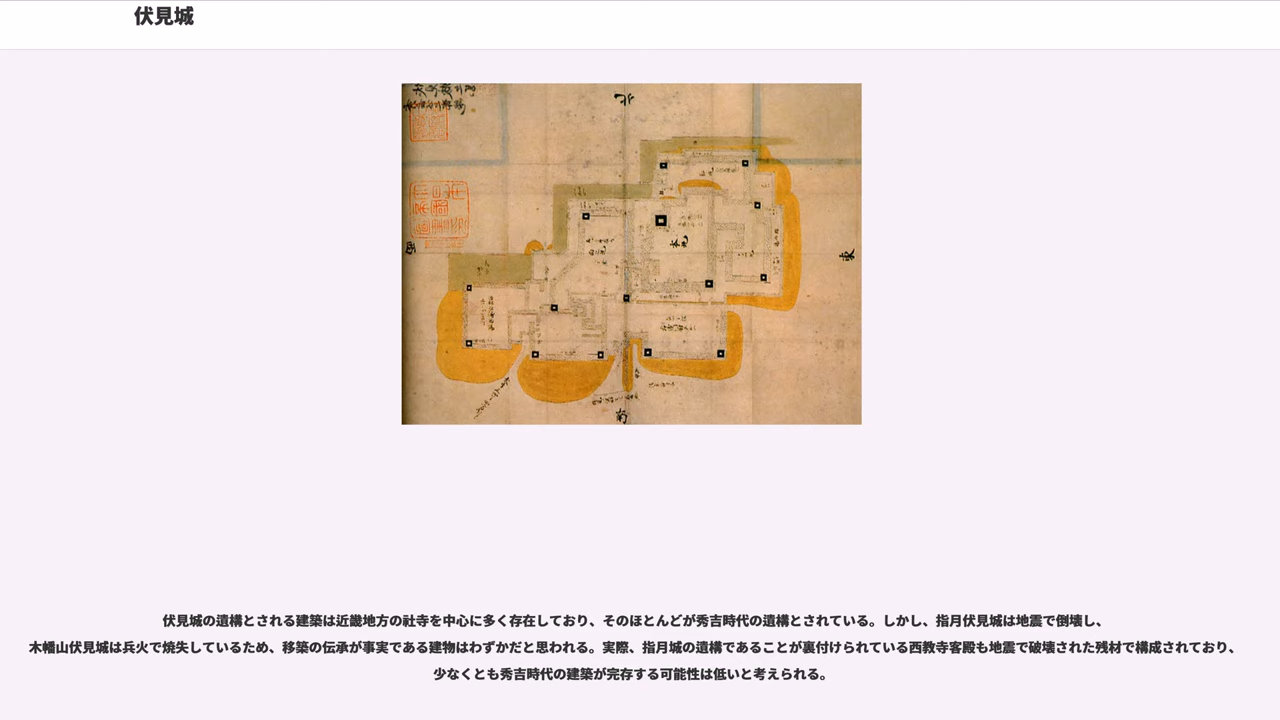 伏見城
北
本丸
東
南
伏見城の遺構とされる建築は近畿地方の社寺を中心に多く存在しており、そのほとんどが秀吉時代の遺構とされている。しかし、指月伏見城は地震で倒壊し、
木幡山伏見城は兵火で焼失しているため、移築の伝承が事実である建物はわずかだと思われる。実際、指月城の遺構であることが裏付けられている西教寺客殿も地震で破壊された残材で構成されており、
少なくとも秀吉時代の建築が完存する可能性は低いと考えられる。